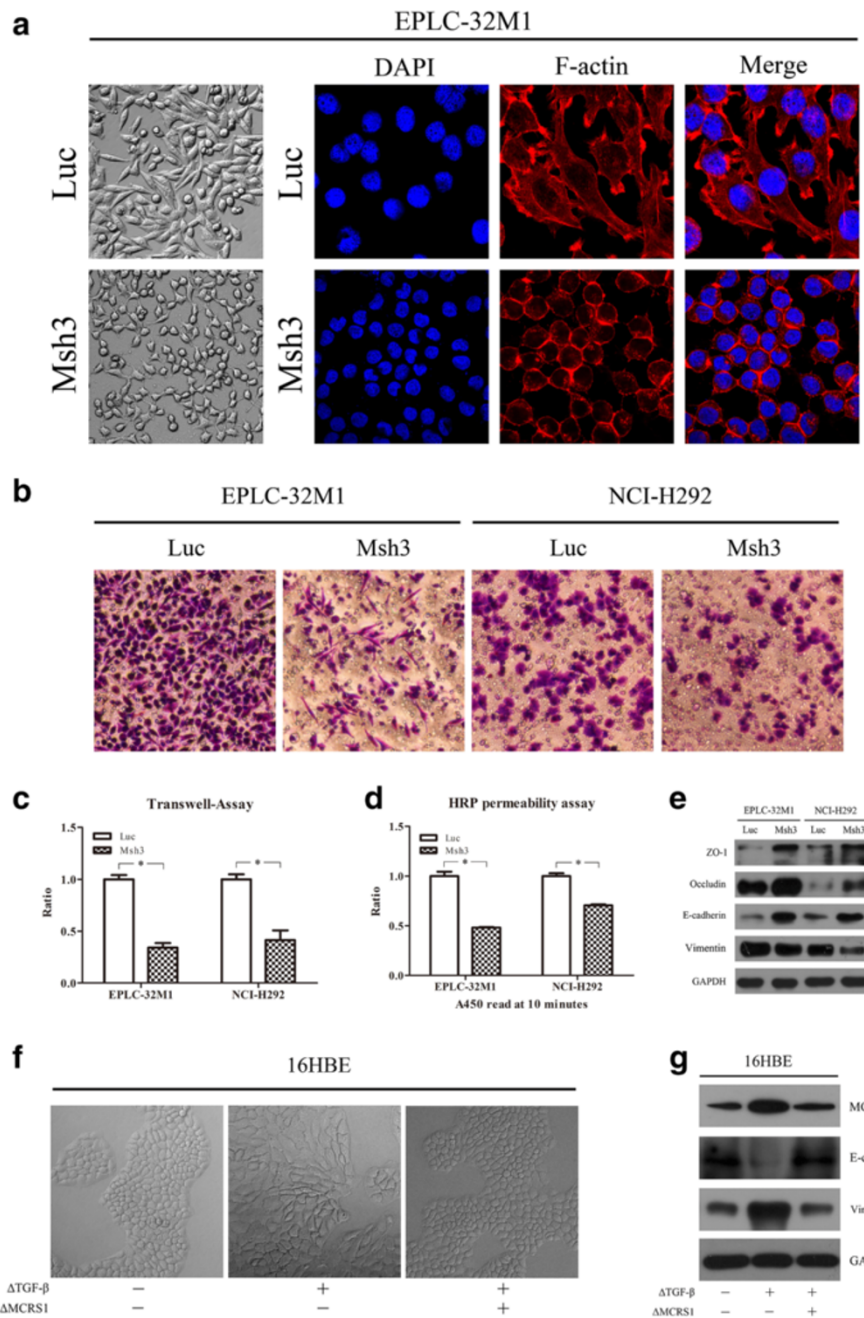 a
EPLC-32M1
DAPI F-actin Merge
Luc Luc
Msh3 Msh3
b
EPLC-32M1 NCI-H292
Luc Msh3 Luc Msh3
c
Transwell-Assay
Ratio
1.5
1.0
0.5
0.0
Luc
Msh3
* *
EPLC-32M1 NCI-H292
d
HRP permeability assay
Ratio
1.5
1.0
0.5
0.0
Luc
Msh3
* *
EPLC-32M1 NCI-H292
A450 read at 10 minutes
e
EPLC-32M1 NCI-H292
Luc Msh3 Luc Msh3
ZO-1
Occludin
E-cadherin
Vimentin
GAPDH
f
16HBE
ΔTGF-β − + +
ΔMCRS1 − − +
g
16HBE
MC
E-c
Vin
GA
ΔTGF-β − + +
ΔMCRS1 − − +